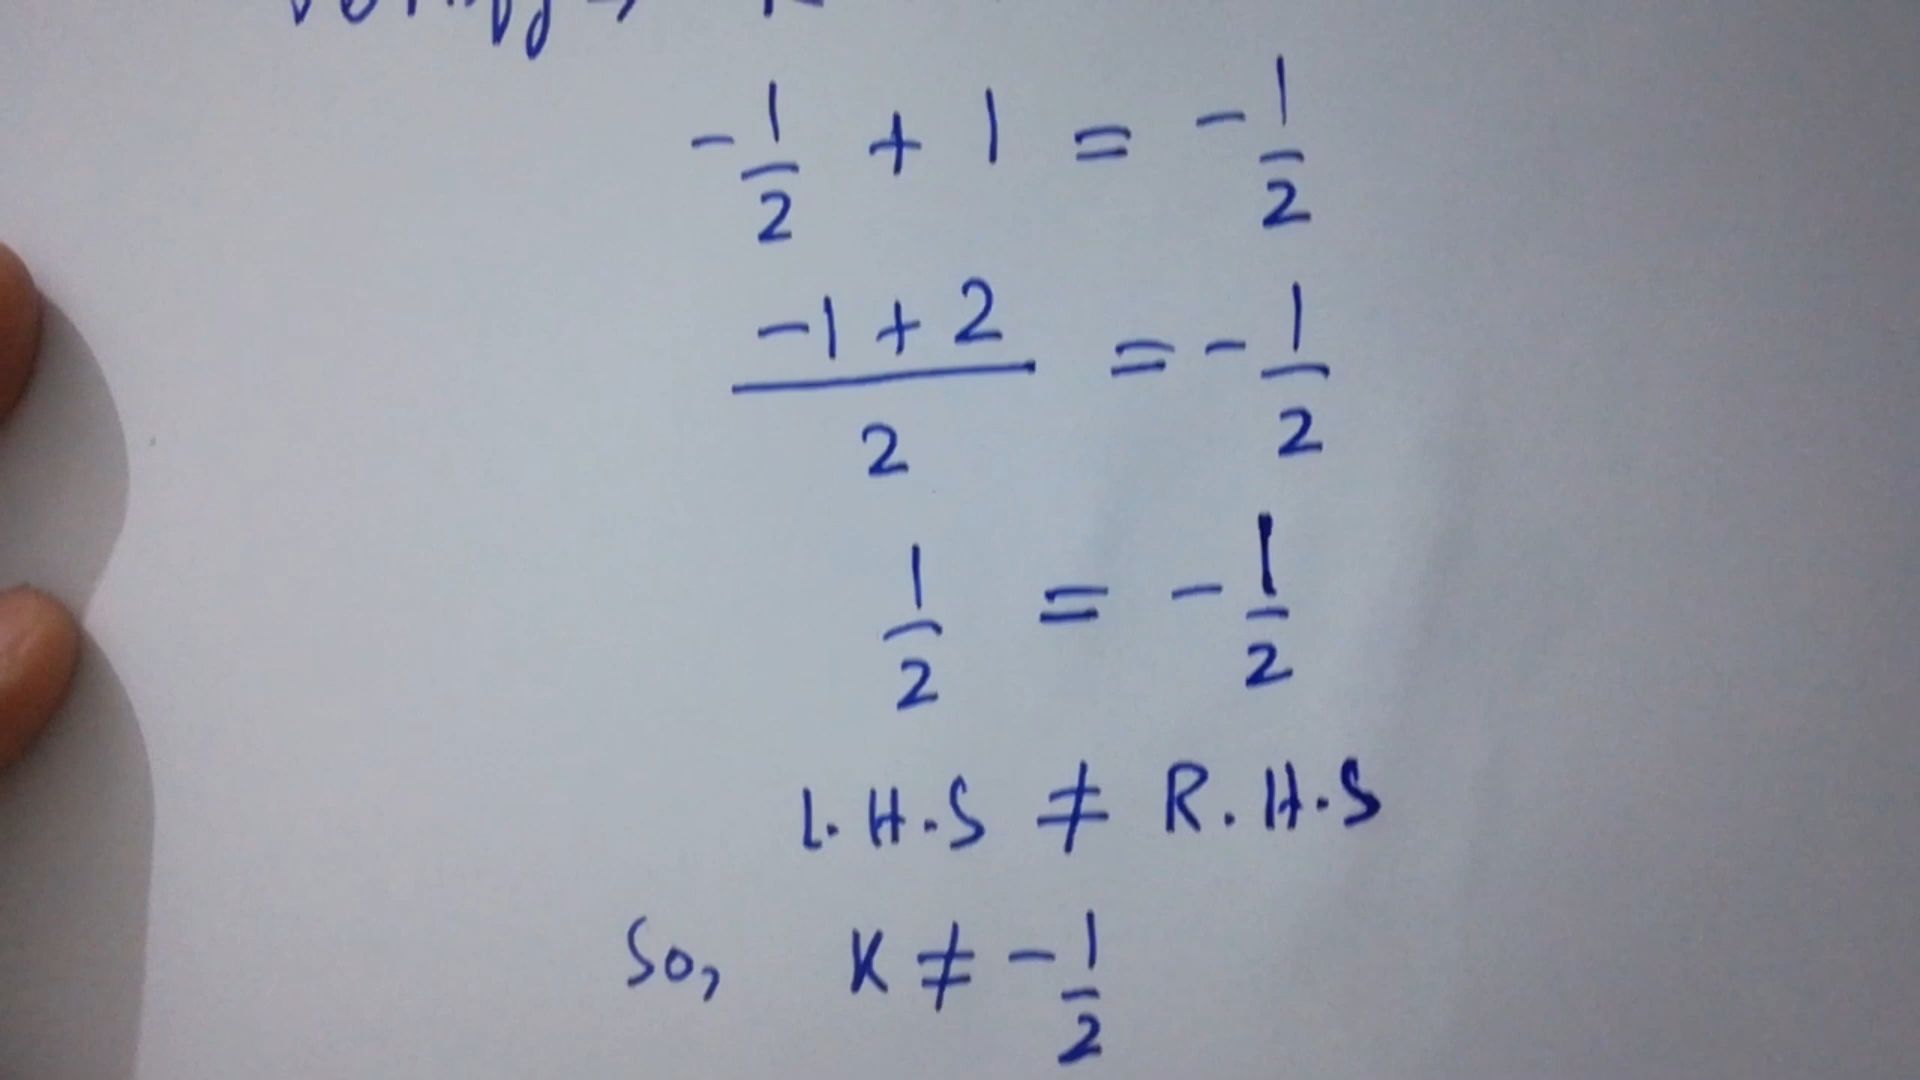 -1/2 + 1 = -1/2
(-1 + 2)/2 = -1/2
1/2 = -1/2
L.H.S ≠ R.H.S
So, K ≠ -1/2